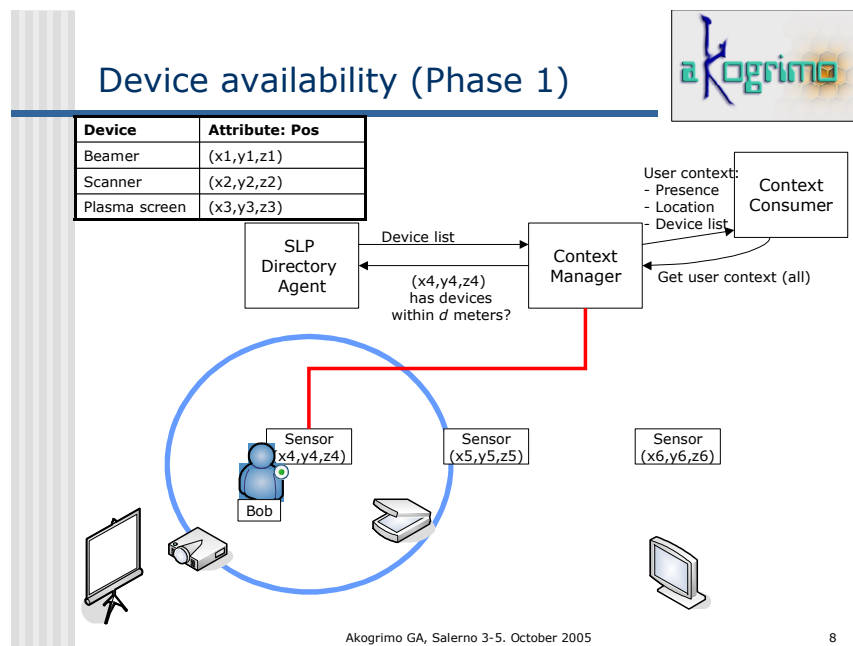 Device availability (Phase 1)
akogrimo
Device Attribute: Pos
Beamer (x1,y1,z1)
Scanner (x2,y2,z2)
Plasma screen (x3,y3,z3)
User context:
- Presence
- Location
- Device list
Context
Consumer
SLP
Directory
Agent
Device list
Context
Manager
(x4,y4,z4)
has devices
within d meters?
Get user context (all)
Sensor
(x4,y4,z4)
Sensor
(x5,y5,z5)
Sensor
(x6,y6,z6)
Bob
Akogrimo GA, Salerno 3-5. October 2005
8